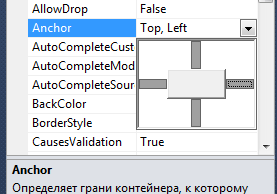 AllowDrop False
Anchor Top, Left
AutoCompleteCust
AutoCompleteMod
AutoCompleteSour
BackColor
BorderStyle
CausesValidation True
Anchor
Определяет грани контейнера, к которому